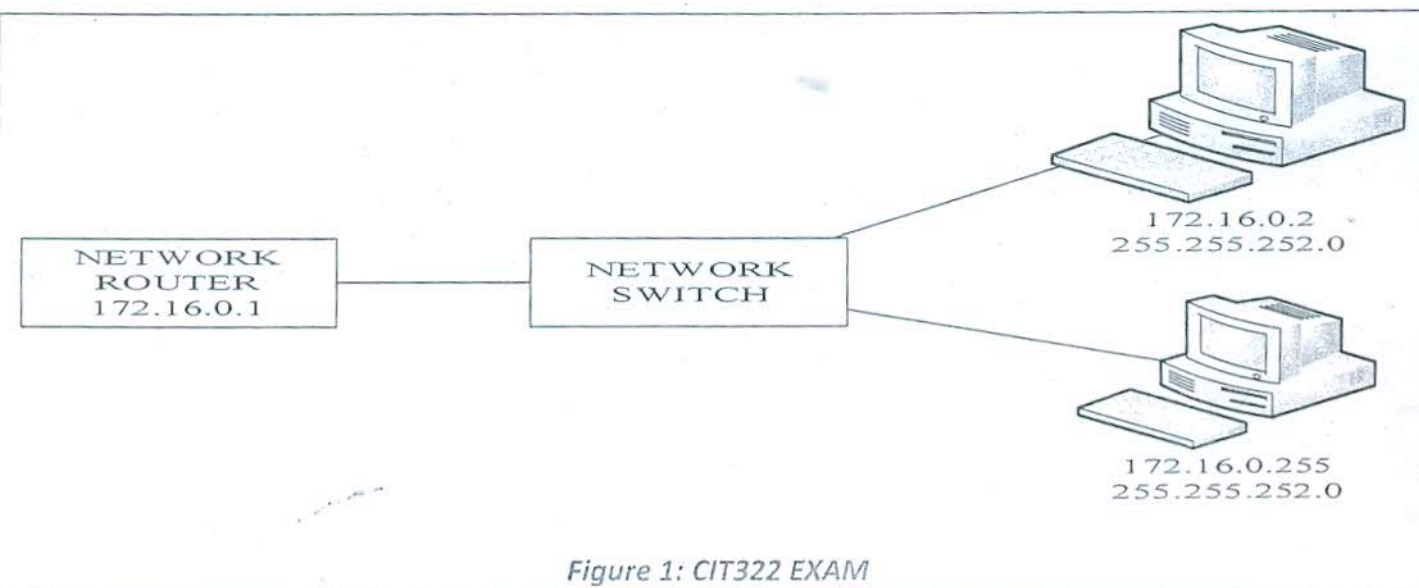 NETWORK
ROUTER
172.16.0.1
NETWORK
SWITCH
172.16.0.2
255.255.252.0
172.16.0.255
255.255.252.0
Figure 1: CIT322 EXAM